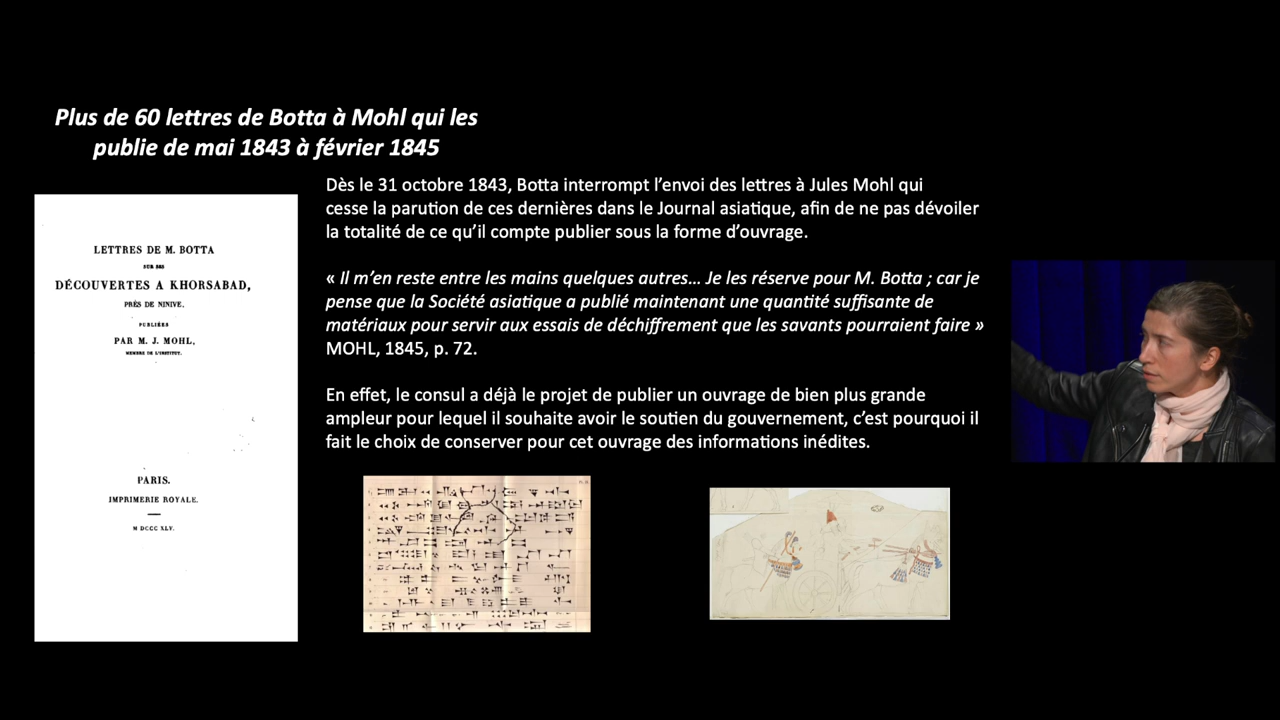 Plus de 60 lettres de Botta à Mohl qui les
publie de mai 1843 à février 1845
LETTRES DE M. BOTTA
SUR SES
DÉCOUVERTES A KHORSABAD,
PRÈS DE NINIVE,
PUBLIÉES
PAR M. J. MOHL,
MEMBRE DE L'INSTITUT.
PARIS.
IMPRIMERIE ROYALE.
M DCCC XLV.
Dès le 31 octobre 1843, Botta interrompt l’envoi des lettres à Jules Mohl qui
cesse la parution de ces dernières dans le Journal asiatique, afin de ne pas dévoiler
la totalité de ce qu’il compte publier sous la forme d’ouvrage.
« Il m’en reste entre les mains quelques autres… Je les réserve pour M. Botta ; car je
pense que la Société asiatique a publié maintenant une quantité suffisante de
matériaux pour servir aux essais de déchiffrement que les savants pourraient faire »
MOHL, 1845, p. 72.
En effet, le consul a déjà le projet de publier un ouvrage de bien plus grande
ampleur pour lequel il souhaite avoir le soutien du gouvernement, c’est pourquoi il
fait le choix de conserver pour cet ouvrage des informations inédites.